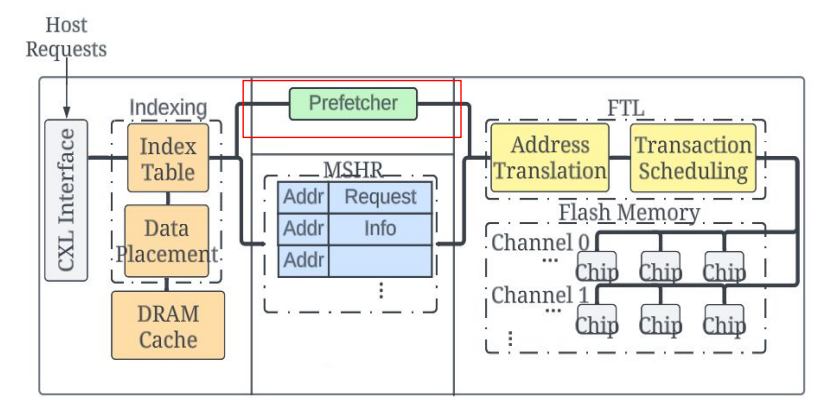 Host
Requests
CXL Interface
Indexing
Index
Table
Data
Placement
DRAM
Cache
Prefetcher
MSHR
Addr Request
Addr Info
Addr
⋮
FTL
Address
Translation
Transaction
Scheduling
Flash Memory
Channel 0
...
Chip Chip Chip
Channel 1
...
Chip Chip Chip
⋮